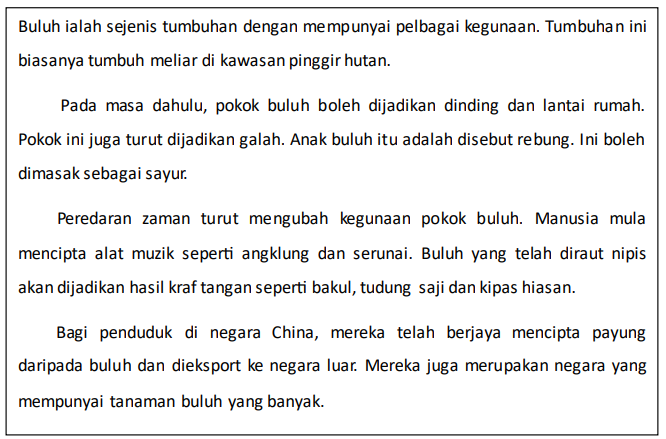 Buluh ialah sejenis tumbuhan dengan mempunyai pelbagai kegunaan. Tumbuhan ini
biasanya tumbuh meliar di kawasan pinggir hutan.
Pada masa dahulu, pokok buluh boleh dijadikan dinding dan lantai rumah.
Pokok ini juga turut dijadikan galah. Anak buluh itu adalah disebut rebung. Ini boleh
dimasak sebagai sayur.
Peredaran zaman turut mengubah kegunaan pokok buluh. Manusia mula
mencipta alat muzik seperti angklung dan serunai. Buluh yang telah diraut nipis
akan dijadikan hasil kraf tangan seperti bakul, tudung saji dan kipas hiasan.
Bagi penduduk di negara China, mereka telah berjaya mencipta payung
daripada buluh dan dieksport ke negara luar. Mereka juga merupakan negara yang
mempunyai tanaman buluh yang banyak.